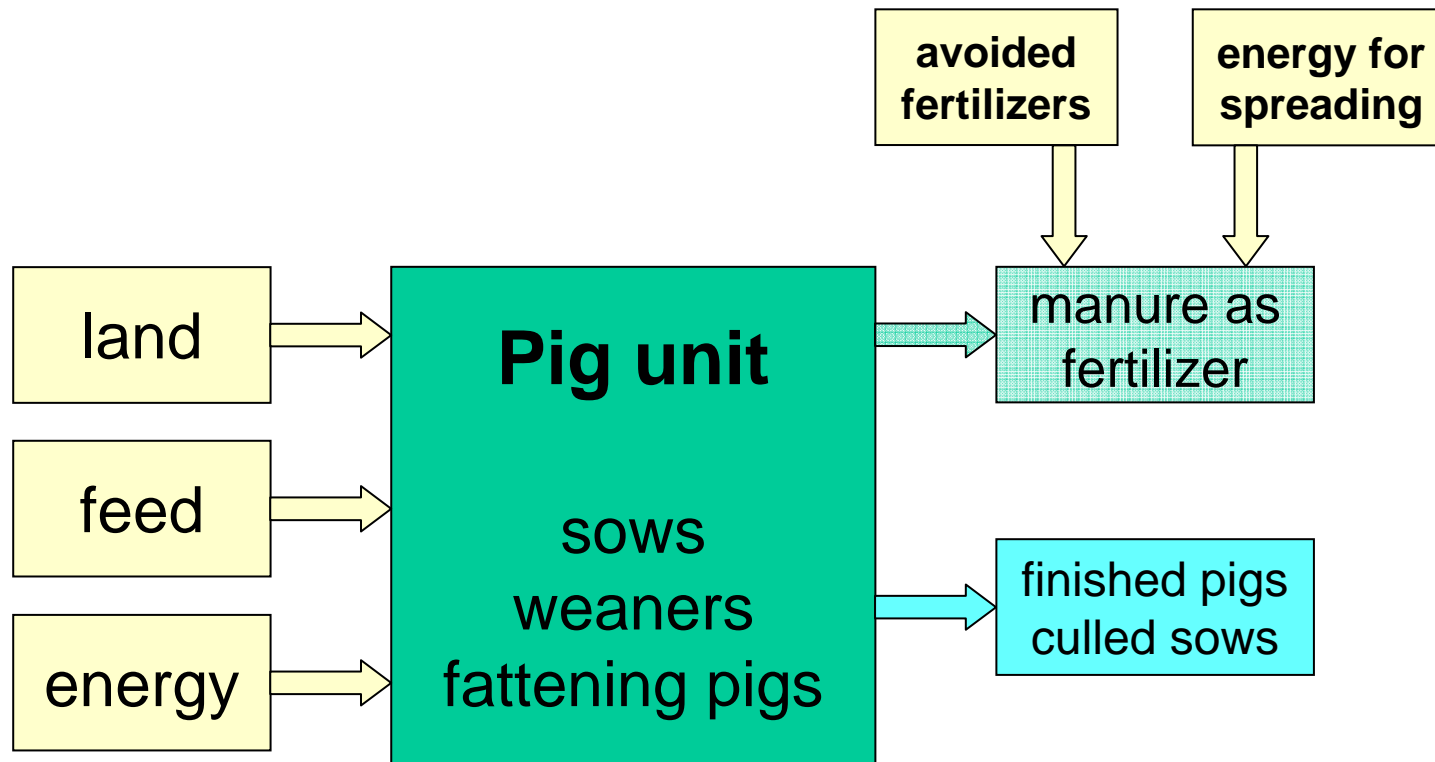 avoided
fertilizers
energy for
spreading
land
feed
energy
Pig unit
sows
weaners
fattening pigs
manure as
fertilizer
finished pigs
culled sows